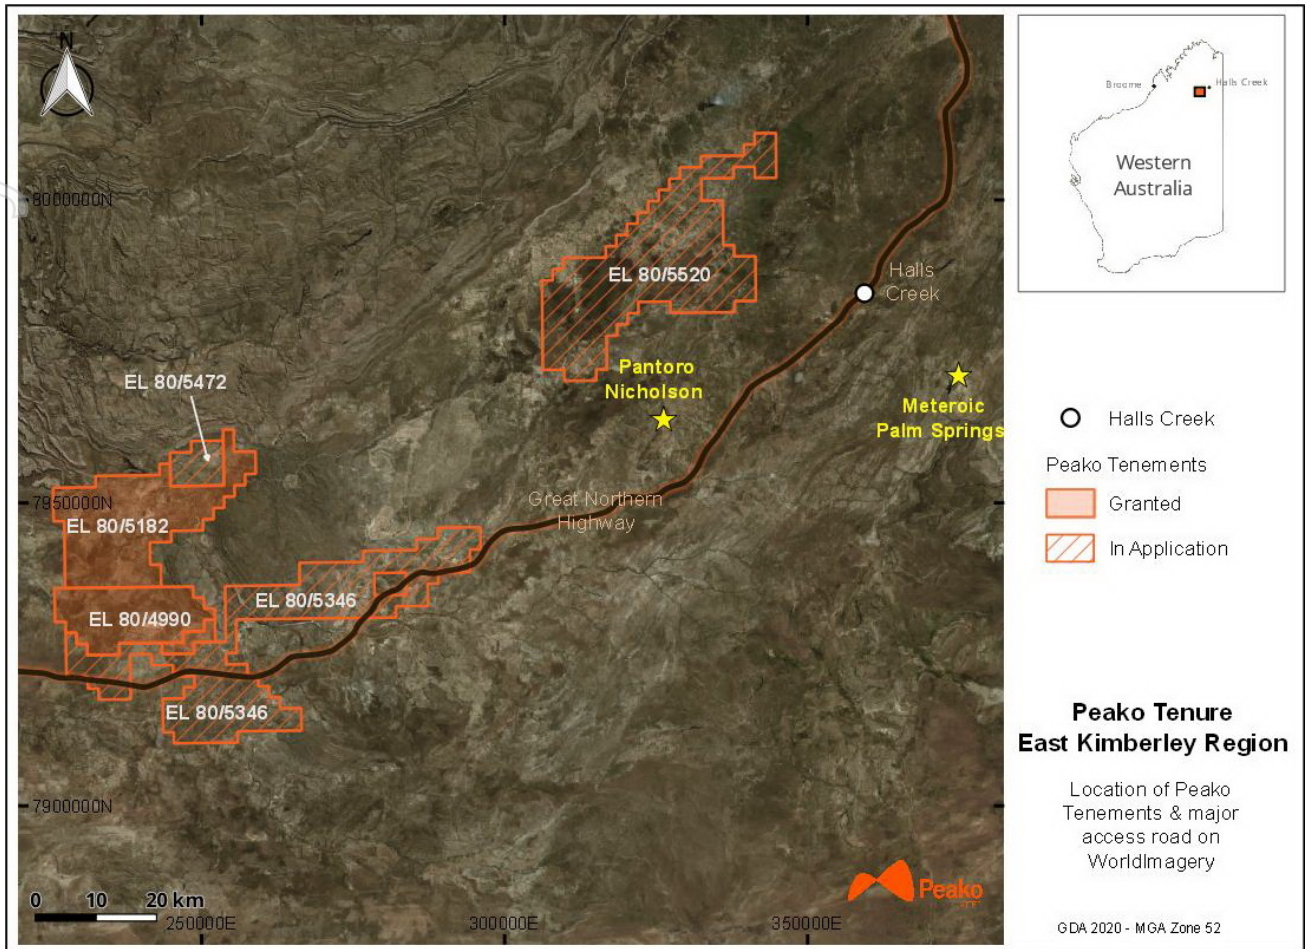 N
8000000N
7950000N
7900000N
250000E
300000E
350000E
EL 80/5520
Halls
Creek
Pantoro
Nicholson
Meteroic
Palm Springs
EL 80/5472
EL 80/5182
Great Northern
Highway
EL 80/5346
EL 80/4990
EL 80/5346
0 10 20 km
Peako
Broome
Halls Creek
Western
Australia
Halls Creek
Peako Tenements
Granted
In Application
Peako Tenure
East Kimberley Region
Location of Peako
Tenements & major
access road on
WorldImagery
GDA 2020 - MGA Zone 52